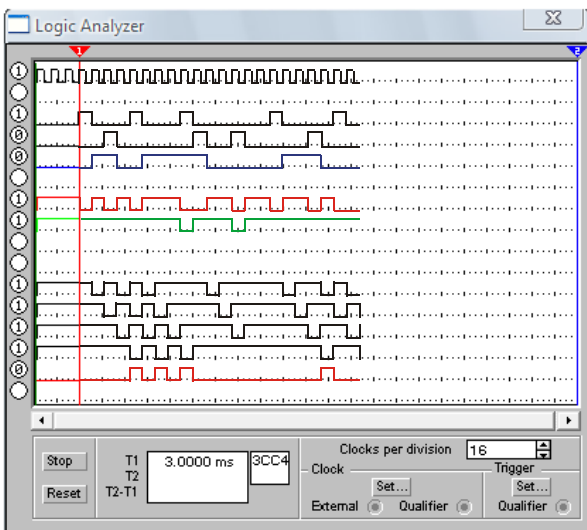 Logic Analyzer
1
2
1
1
0
0
1
1
1
1
1
1
0
Clocks per division 16
Stop T1 3.0000 ms 3CC4 Clock Trigger
T2 Set... Set...
Reset T2-T1 External Qualifier Qualifier